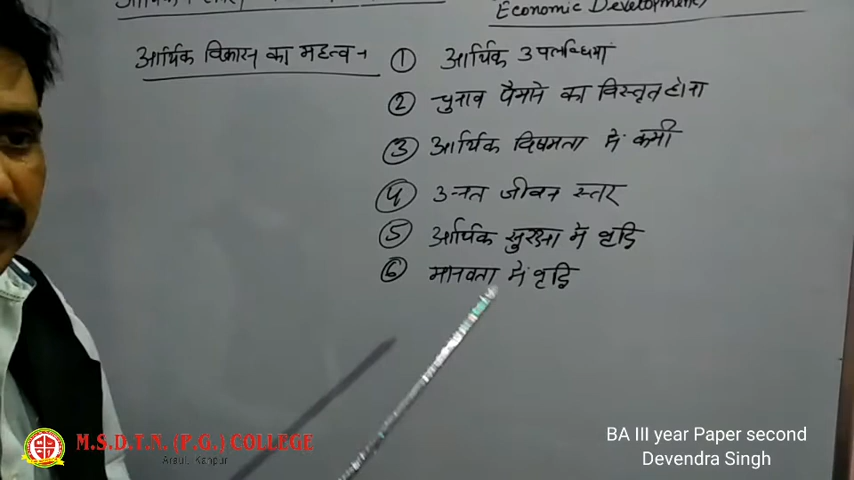 Economic Development)
आर्थिक विकास का महत्व →
① आर्थिक उपलब्धियां
② चुनाव पैमाने का विस्तृत होना
③ आर्थिक विषमता में कमी
④ उन्नत जीवन स्तर
⑤ आर्थिक सुरक्षा में वृद्धि
⑥ मानवता में वृद्धि
M.S.D.T.N. (P.G.) COLLEGE
Araul, Kanpur
BA III year Paper second
Devendra Singh